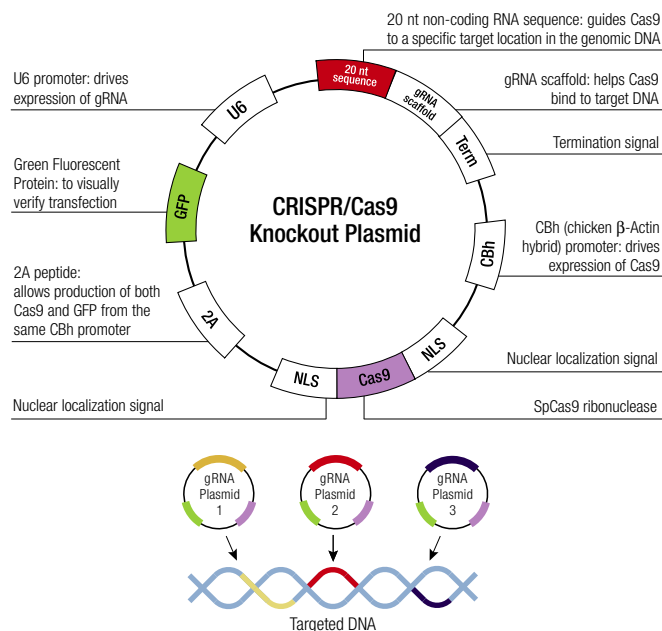 20 nt non-coding RNA sequence: guides Cas9
to a specific target location in the genomic DNA
U6 promoter: drives
expression of gRNA
gRNA scaffold: helps Cas9
bind to target DNA
Termination signal
Green Fluorescent
Protein: to visually
verify transfection
CBh (chicken β-Actin
hybrid) promoter: drives
expression of Cas9
2A peptide:
allows production of both
Cas9 and GFP from the
same CBh promoter
Nuclear localization signal
Nuclear localization signal
SpCas9 ribonuclease
20 nt
sequence
gRNA
scaffold
Term
CBh
NLS
Cas9
NLS
2A
GFP
U6
CRISPR/Cas9
Knockout Plasmid
gRNA
Plasmid
1
gRNA
Plasmid
2
gRNA
Plasmid
3
Targeted DNA